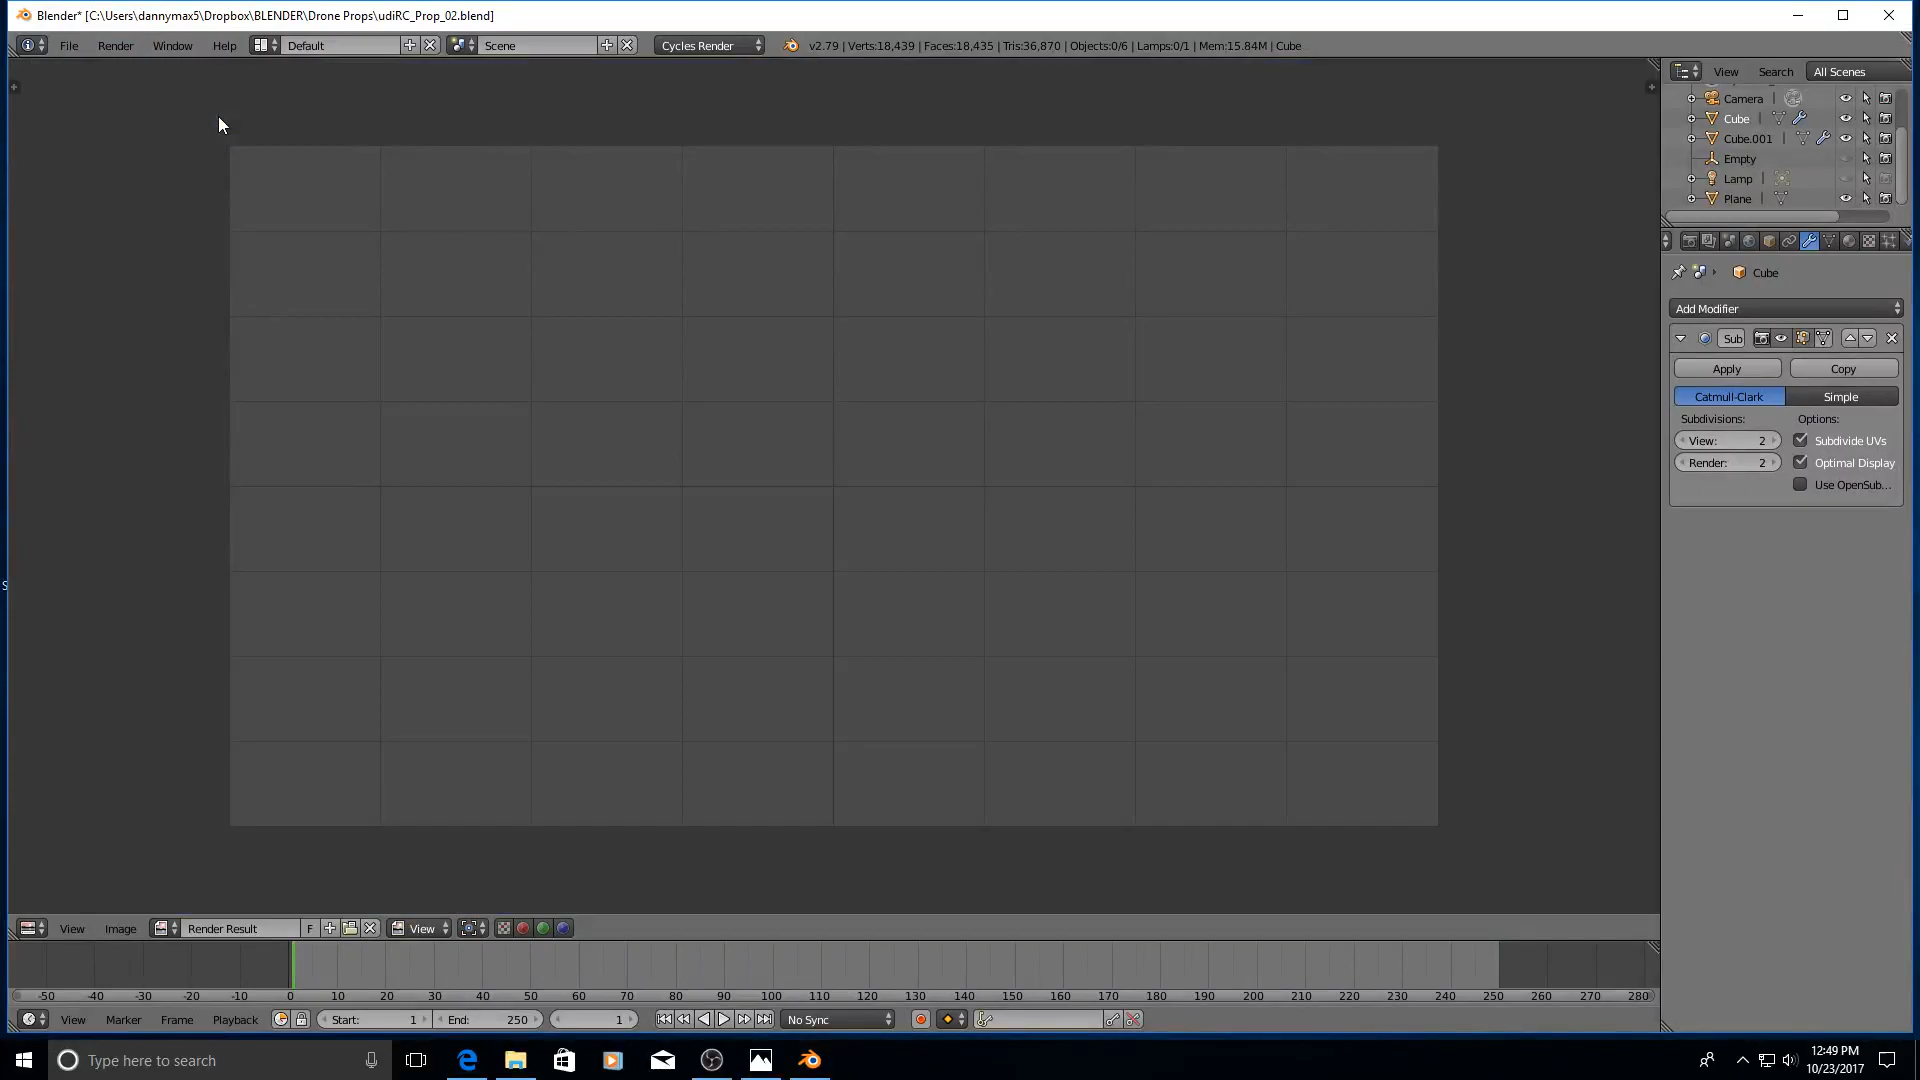 Blender* [C:\Users\dannymax5\Dropbox\BLENDER\Drone Props\udiRC_Prop_02.blend]
File Render Window Help Default Scene Cycles Render v2.79 | Verts:18,439 | Faces:18,435 | Tris:36,870 | Objects:0/6 | Lamps:0/1 | Mem:15.84M | Cube
View Search All Scenes
Camera
Cube
Cube.001
Empty
Lamp
Plane
Cube
Add Modifier
Sub
Apply Copy
Catmull-Clark Simple
Subdivisions: Options:
View: 2 Subdivide UVs
Render: 2 Optimal Display
Use OpenSub...
View Image Render Result F View
-50 -40 -30 -20 -10 0 10 20 30 40 50 60 70 80 90 100 110 120 130 140 150 160 170 180 190 200 210 220 230 240 250 260 270 280
View Marker Frame Playback Start: 1 End: 250 1 No Sync
Type here to search
12:49 PM
10/23/2017